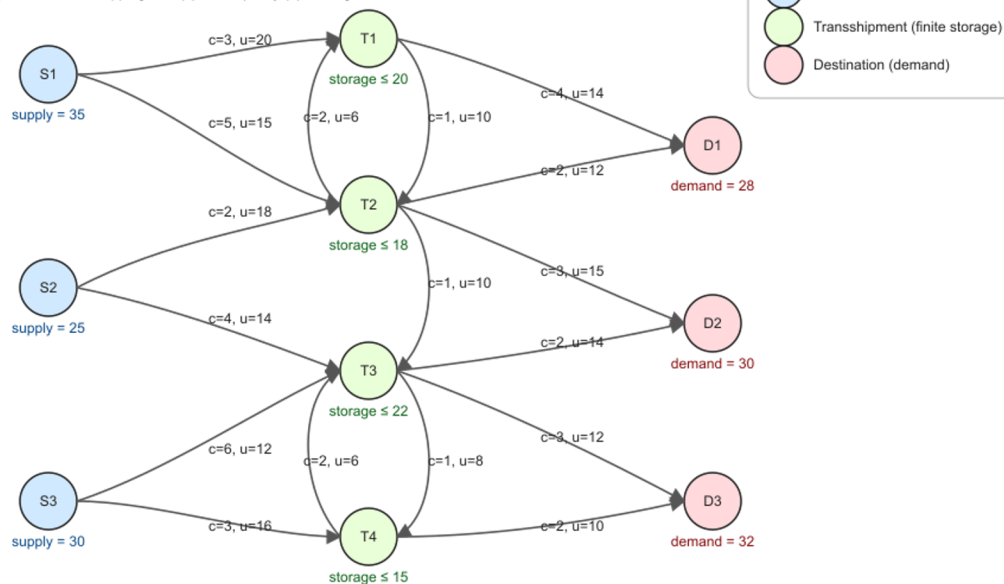 T1
Transshipment (finite storage)
c=3, u=20
Destination (demand)
S1
storage ≤ 20
c=4, u=14
supply = 35
c=5, u=15
c=2, u=6
c=1, u=10
D1
c=2, u=12
demand = 28
T2
c=2, u=18
storage ≤ 18
c=3, u=15
S2
c=1, u=10
supply = 25
c=4, u=14
D2
c=2, u=14
demand = 30
T3
storage ≤ 22
c=3, u=12
c=6, u=12
c=2, u=6
c=1, u=8
S3
D3
c=3, u=16
c=2, u=10
supply = 30
T4
demand = 32
storage ≤ 15